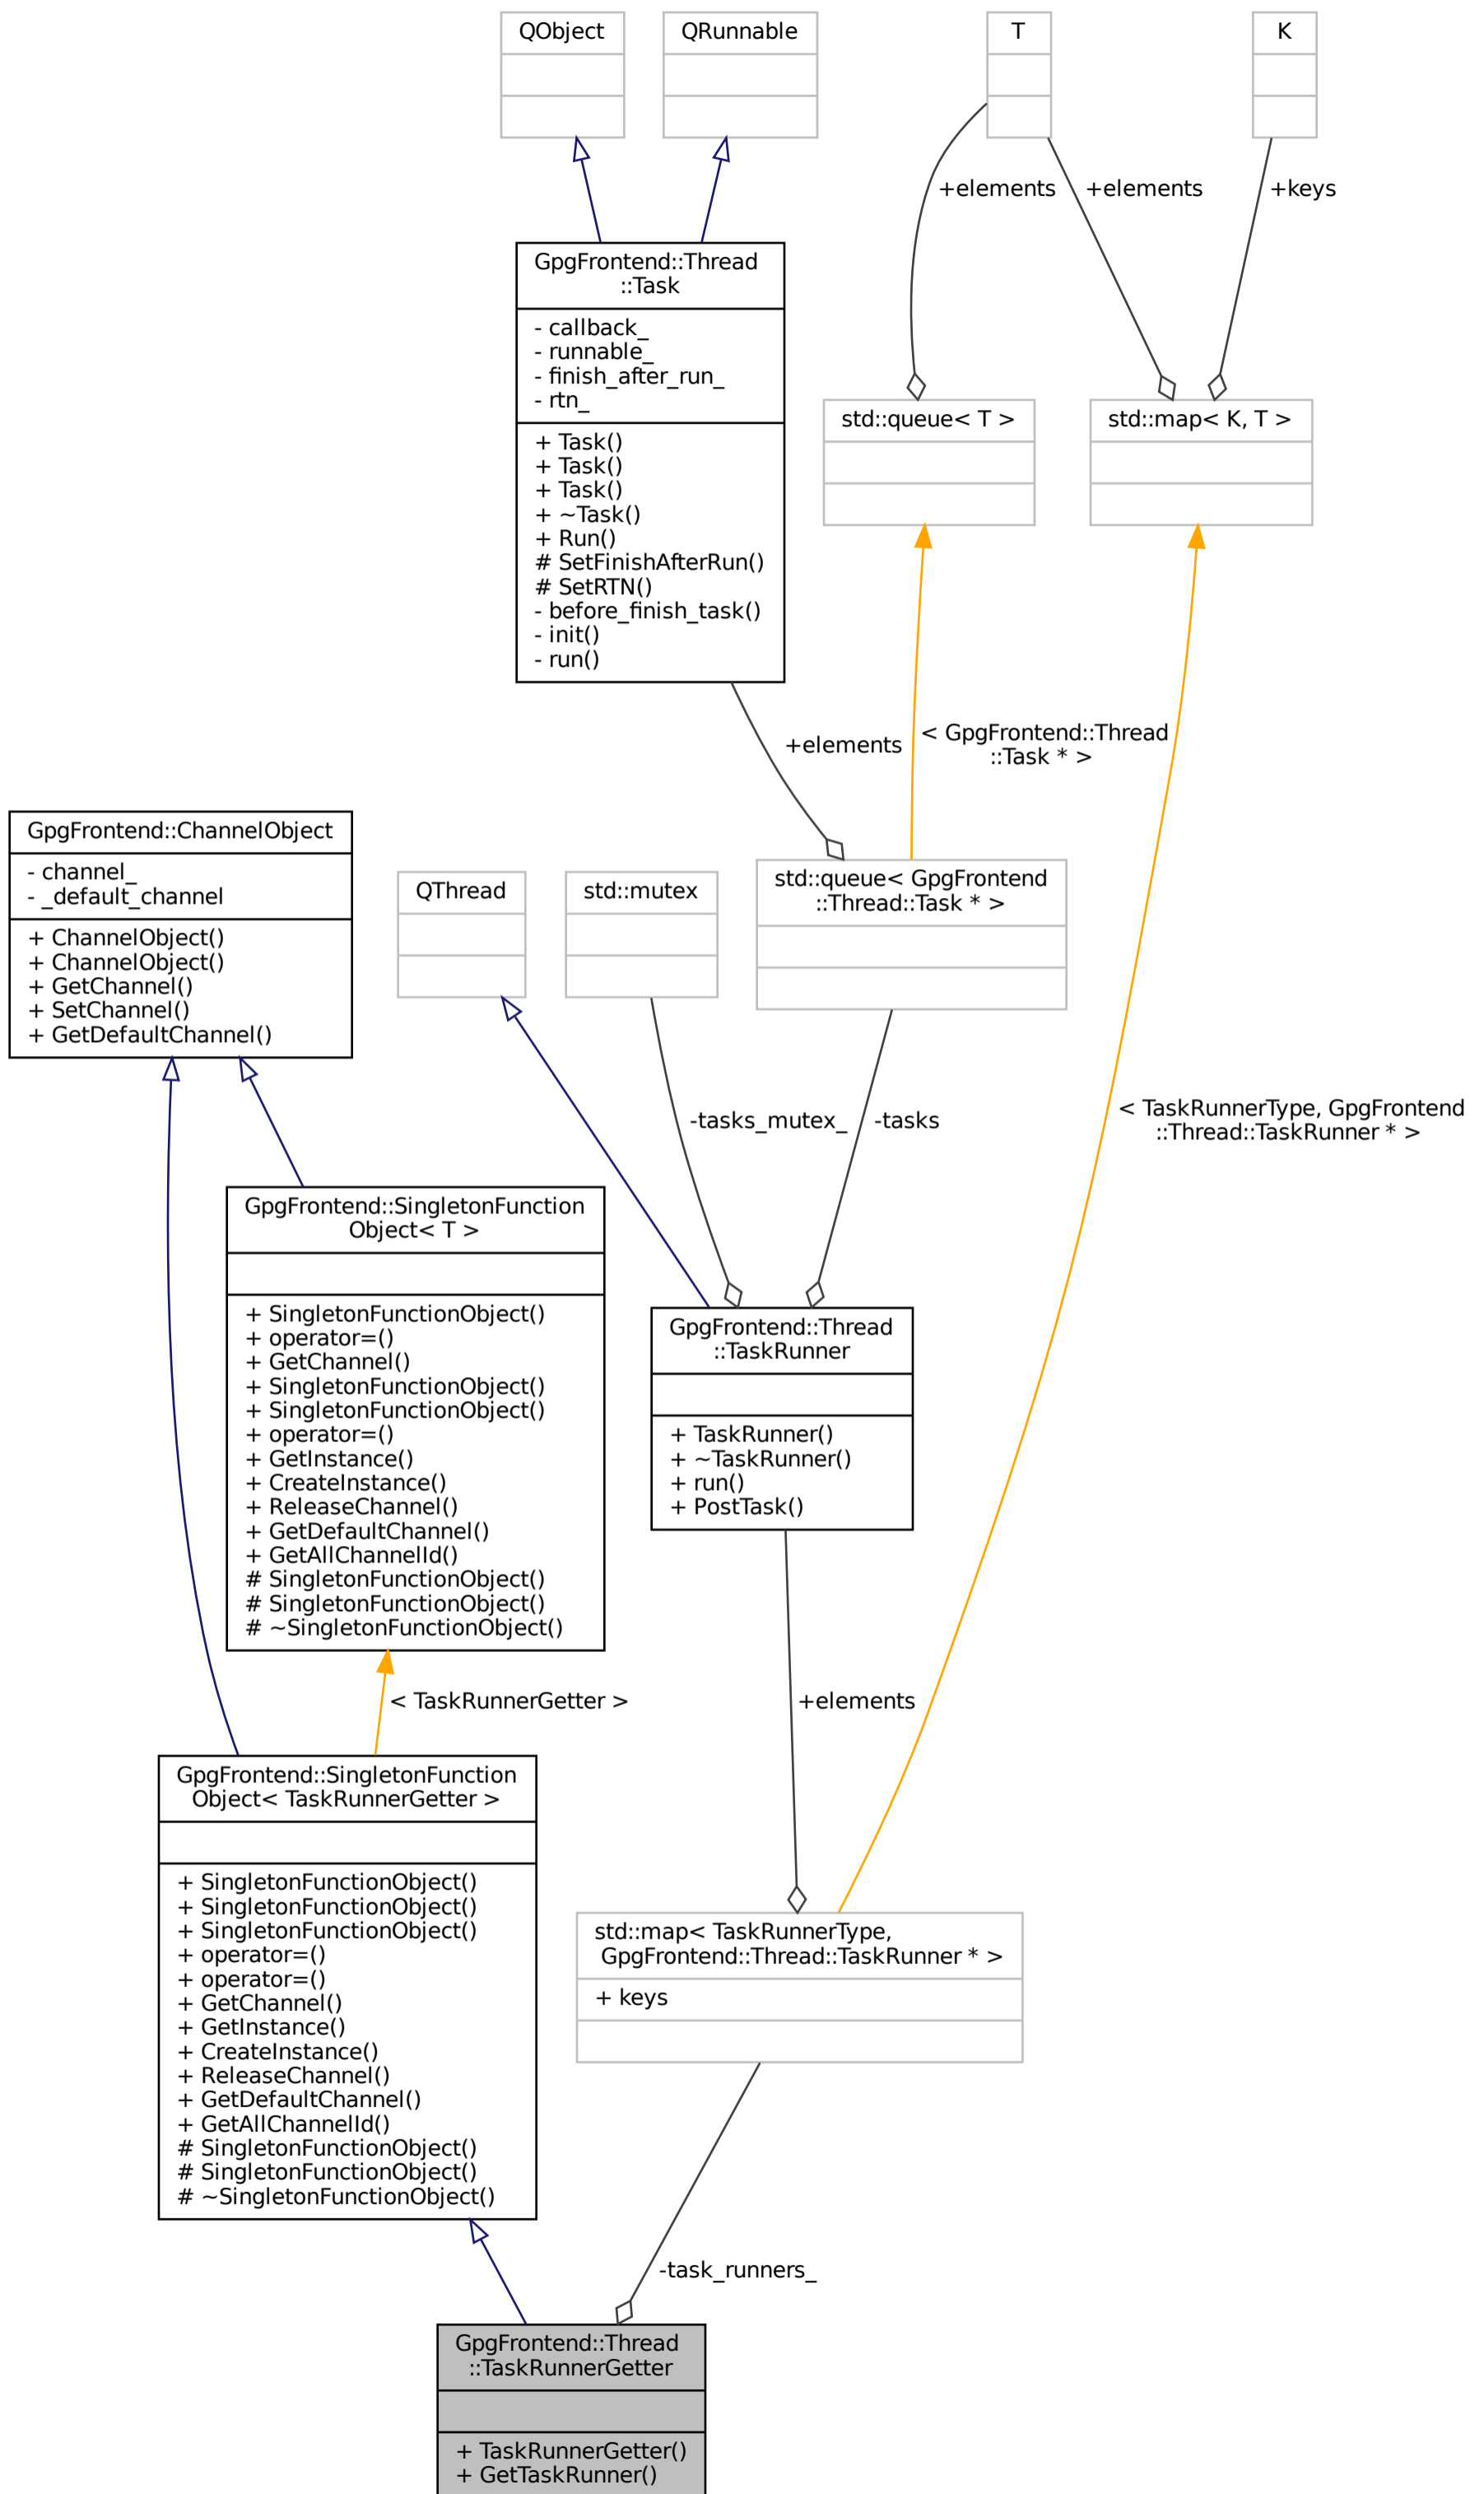 QObject
QRunnable
T
K
+elements
+elements
+keys
GpgFrontend::Thread
::Task
- callback_
- runnable_
- finish_after_run_
- rtn_
+ Task()
+ Task()
+ Task()
+ ~Task()
+ Run()
# SetFinishAfterRun()
# SetRTN()
- before_finish_task()
- init()
- run()
std::queue< T >
std::map< K, T >
+elements
< GpgFrontend::Thread
::Task * >
GpgFrontend::ChannelObject
- channel_
- _default_channel
+ ChannelObject()
+ ChannelObject()
+ GetChannel()
+ SetChannel()
+ GetDefaultChannel()
QThread
std::mutex
std::queue< GpgFrontend
::Thread::Task * >
-tasks_mutex_
-tasks
< TaskRunnerType, GpgFrontend
::Thread::TaskRunner * >
GpgFrontend::SingletonFunction
Object< T >
+ SingletonFunctionObject()
+ operator=()
+ GetChannel()
+ SingletonFunctionObject()
+ SingletonFunctionObject()
+ operator=()
+ GetInstance()
+ CreateInstance()
+ ReleaseChannel()
+ GetDefaultChannel()
+ GetAllChannelId()
# SingletonFunctionObject()
# SingletonFunctionObject()
# ~SingletonFunctionObject()
GpgFrontend::Thread
::TaskRunner
+ TaskRunner()
+ ~TaskRunner()
+ run()
+ PostTask()
< TaskRunnerGetter >
+elements
GpgFrontend::SingletonFunction
Object< TaskRunnerGetter >
+ SingletonFunctionObject()
+ SingletonFunctionObject()
+ SingletonFunctionObject()
+ operator=()
+ operator=()
+ GetChannel()
+ GetInstance()
+ CreateInstance()
+ ReleaseChannel()
+ GetDefaultChannel()
+ GetAllChannelId()
# SingletonFunctionObject()
# SingletonFunctionObject()
# ~SingletonFunctionObject()
std::map< TaskRunnerType,
GpgFrontend::Thread::TaskRunner * >
+ keys
-task_runners_
GpgFrontend::Thread
::TaskRunnerGetter
+ TaskRunnerGetter()
+ GetTaskRunner()